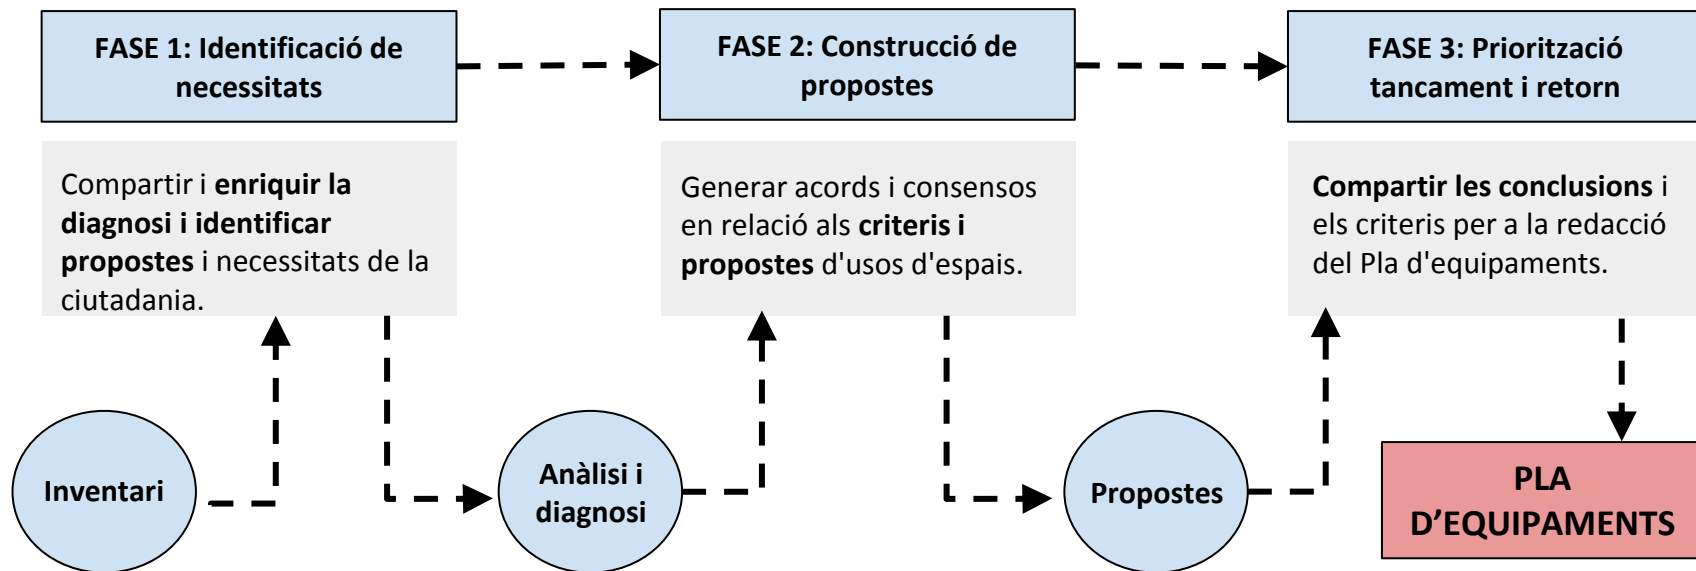 FASE 1: Identificació de
necessitats
FASE 2: Construcció de
propostes
FASE 3: Priorització
tancament i retorn
Compartir i enriquir la
diagnosi i identificar
propostes i necessitats de la
ciutadania.
Generar acords i consensos
en relació als criteris i
propostes d'usos d'espais.
Compartir les conclusions i
els criteris per a la redacció
del Pla d'equipaments.
Inventari
Anàlisi i
diagnosi
Propostes
PLA
D’EQUIPAMENTS